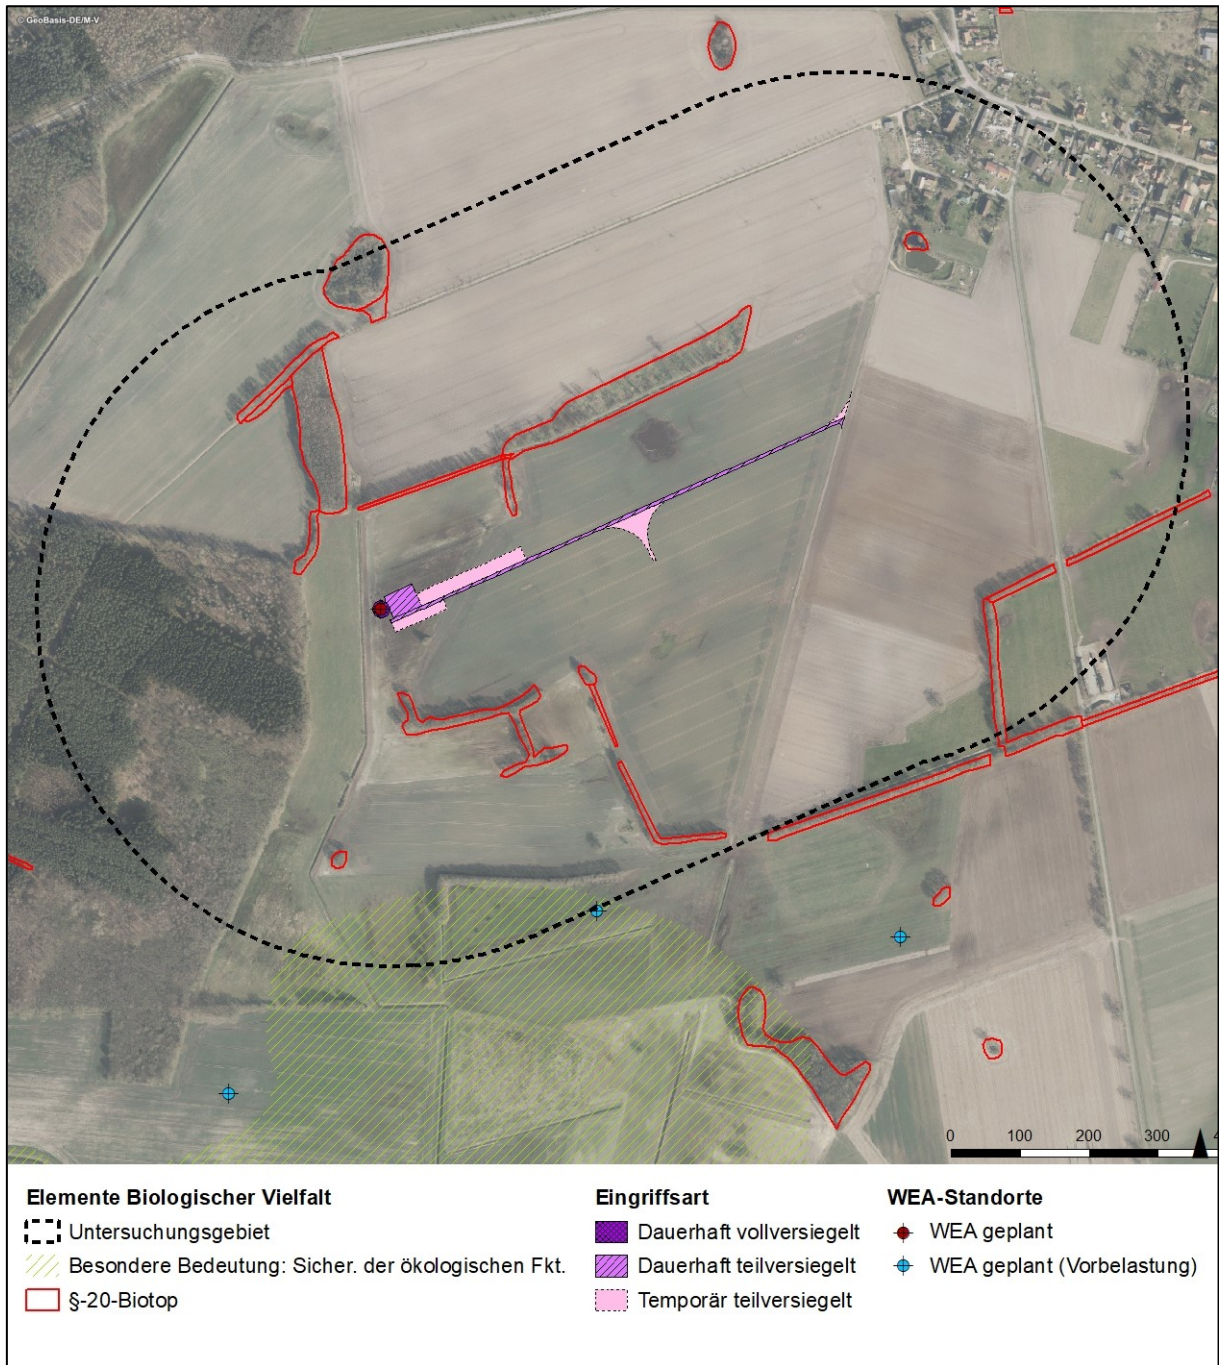 © GeoBasis-DE/M-V
0 100 200 300 4
Elemente Biologischer Vielfalt
Untersuchungsgebiet
Besondere Bedeutung: Sicher. der ökologischen Fkt.
§-20-Biotop
Eingriffsart
Dauerhaft vollversiegelt
Dauerhaft teilversiegelt
Temporär teilversiegelt
WEA-Standorte
WEA geplant
WEA geplant (Vorbelastung)